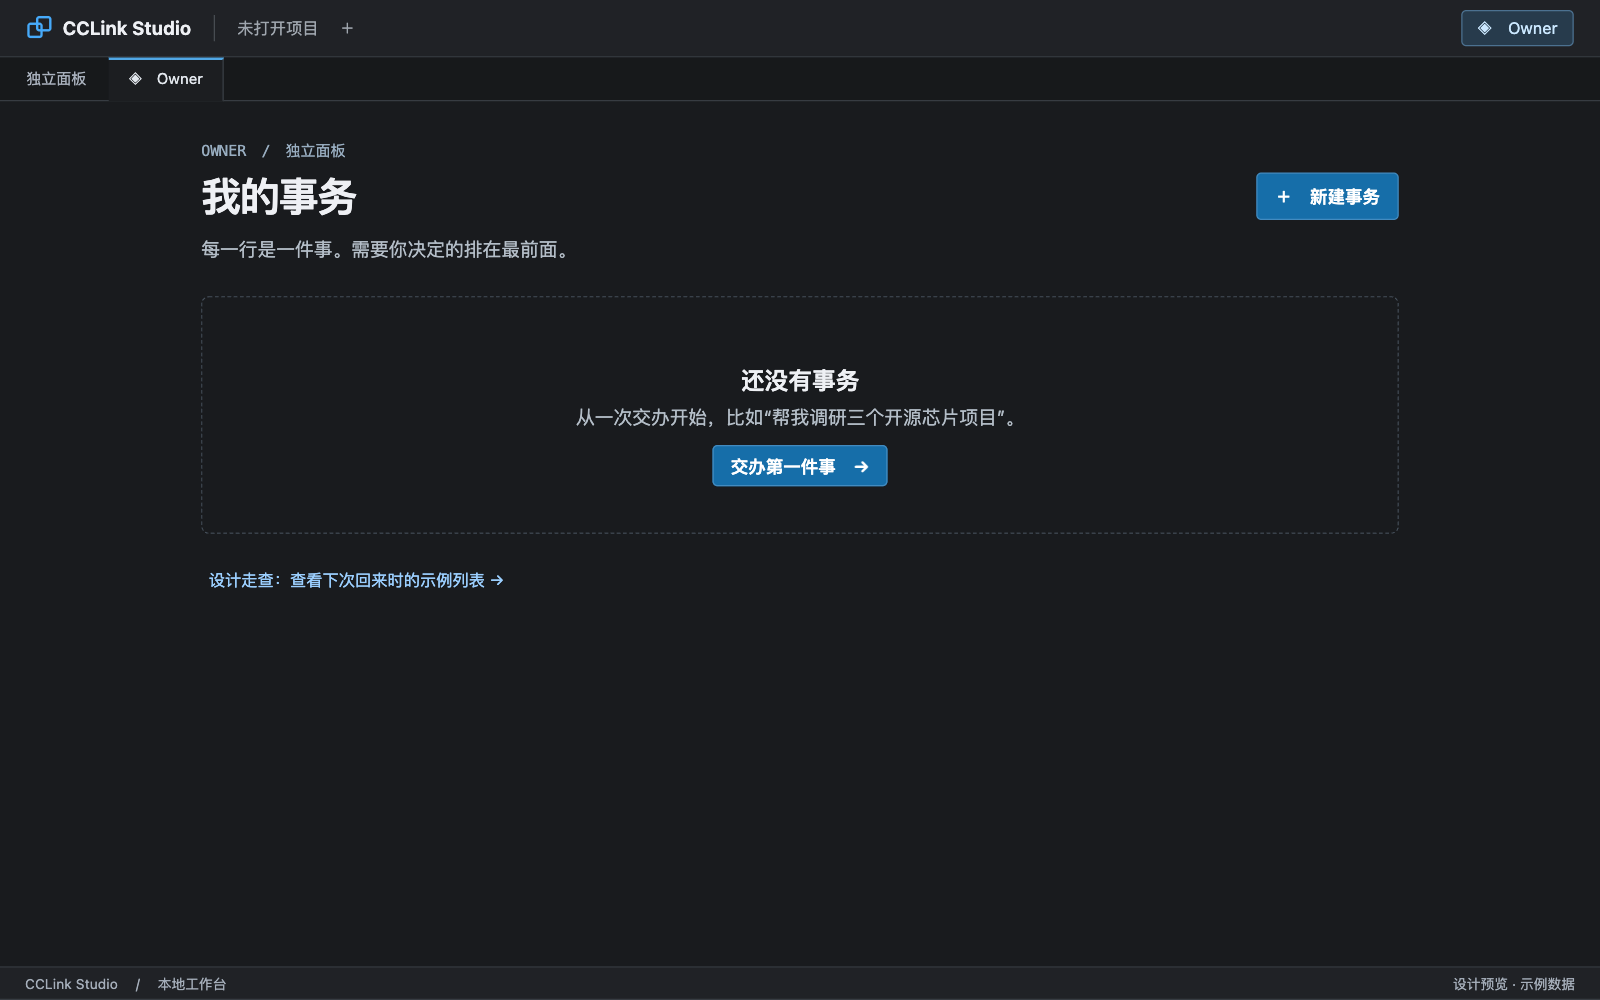 CCLink Studio 未打开项目 + ◈ Owner
独立面板 ◈ Owner
OWNER / 独立面板
我的事务
+ 新建事务
每一行是一件事。需要你决定的排在最前面。
还没有事务
从一次交办开始，比如“帮我调研三个开源芯片项目”。
交办第一件事 →
设计走查：查看下次回来时的示例列表 →
CCLink Studio / 本地工作台 设计预览 · 示例数据